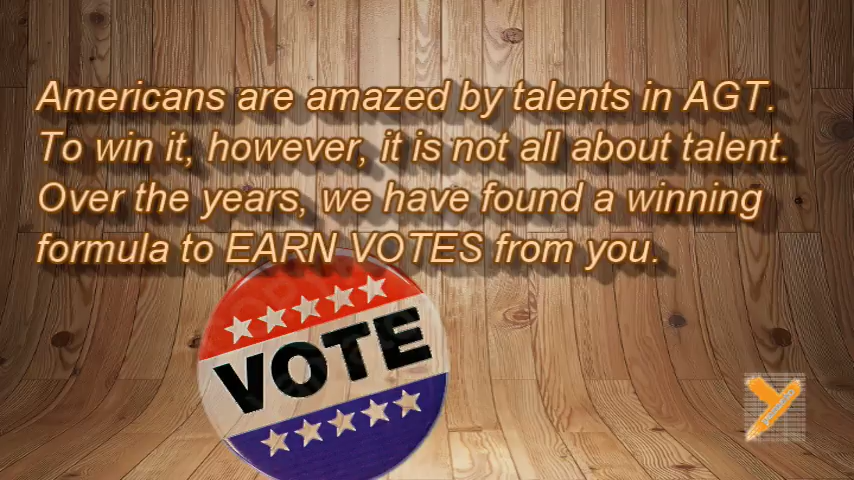 Americans are amazed by talents in AGT.
To win it, however, it is not all about talent.
Over the years, we have found a winning
formula to EARN VOTES from you.
VOTE